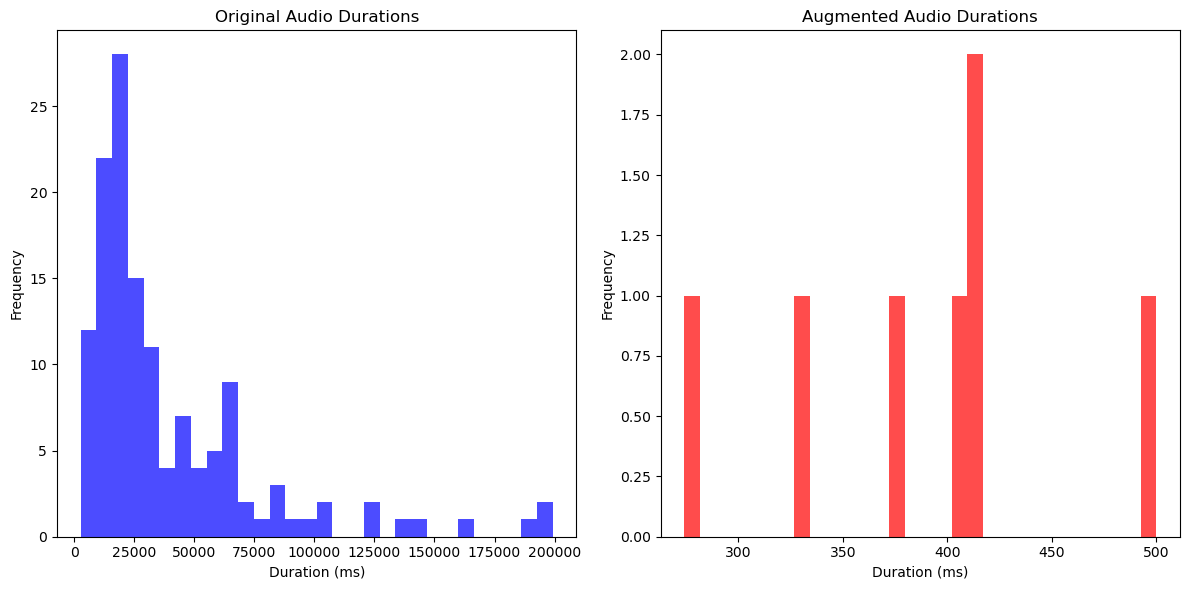 Original Audio Durations
Frequency
25
20
15
10
5
0
0 25000 50000 75000 100000 125000 150000 175000 200000
Duration (ms)
Augmented Audio Durations
Frequency
2.00
1.75
1.50
1.25
1.00
0.75
0.50
0.25
0.00
300 350 400 450 500
Duration (ms)